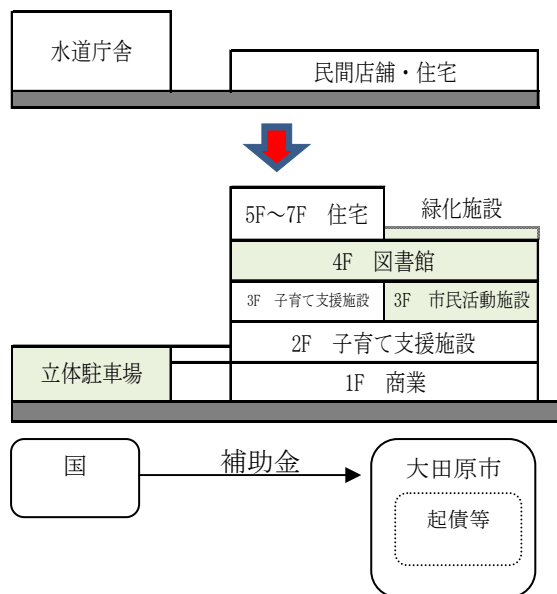 水道庁舎
民間店舗・住宅
5F～7F 住宅
緑化施設
4F 図書館
3F 子育て支援施設
3F 市民活動施設
2F 子育て支援施設
立体駐車場
1F 商業
国
補助金
大田原市
起債等